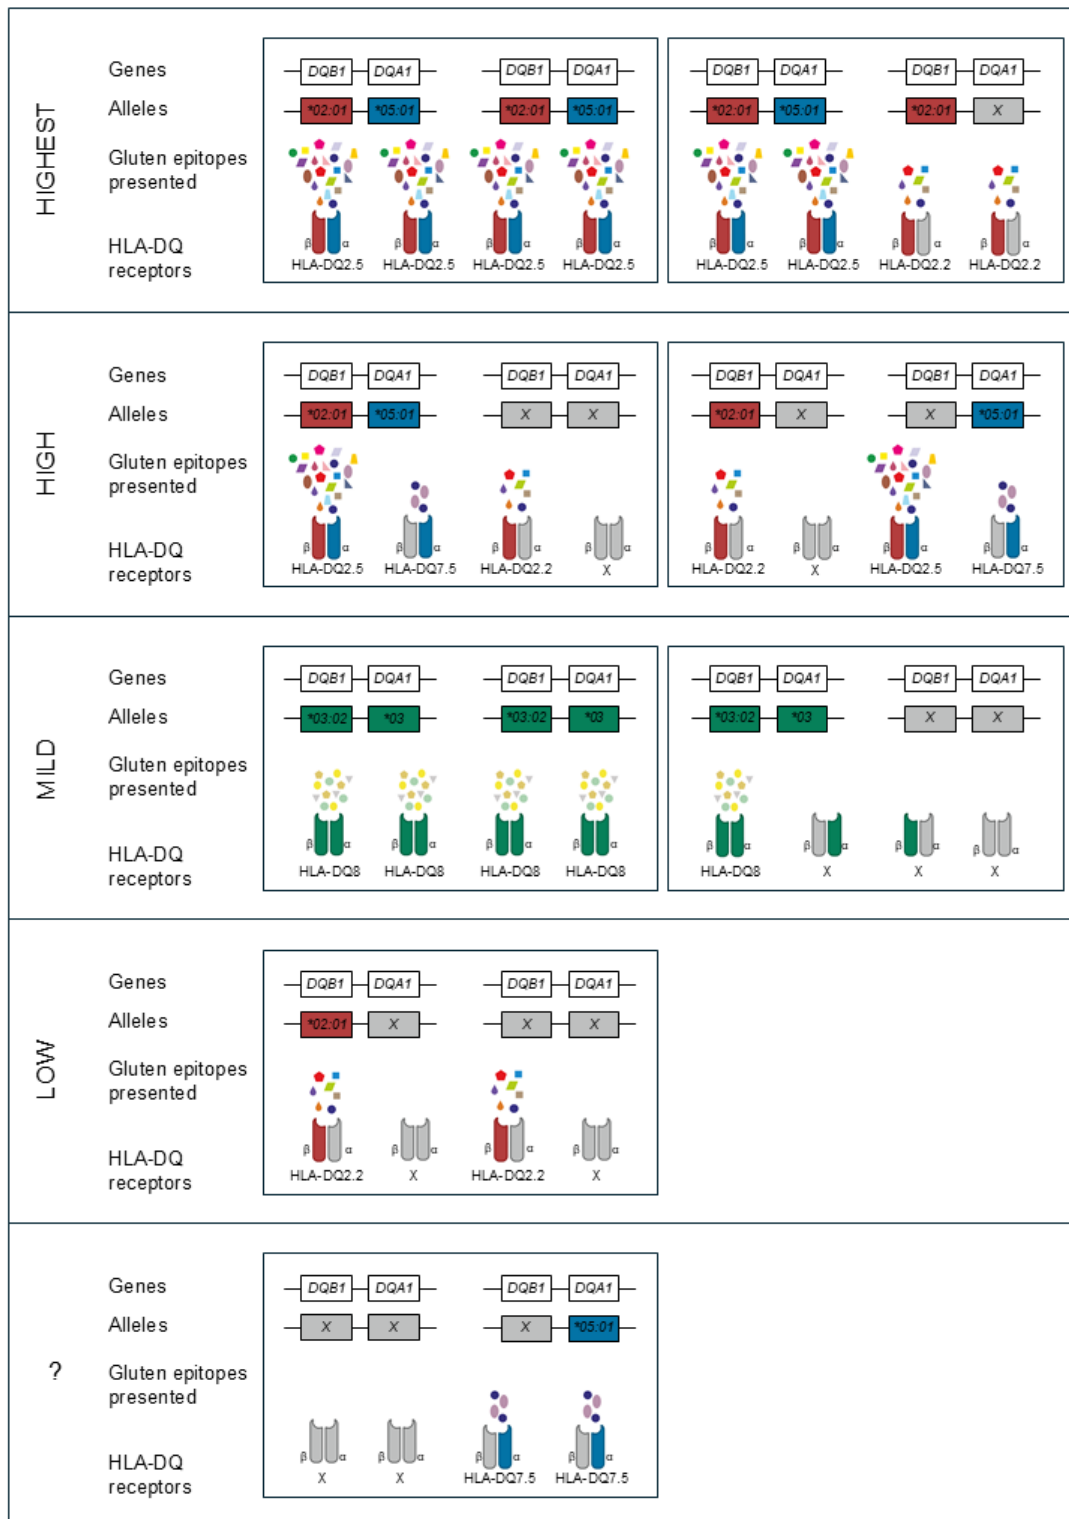 HIGHEST
Genes
DQB1 DQA1 DQB1 DQA1 DQB1 DQA1 DQB1 DQA1
Alleles
*02:01 *05:01 *02:01 *05:01 *02:01 *05:01 *02:01 X
Gluten epitopes
presented
HLA-DQ
receptors
β α β α β α β α β α β α β α β α
HLA-DQ2.5 HLA-DQ2.5 HLA-DQ2.5 HLA-DQ2.5 HLA-DQ2.5 HLA-DQ2.5 HLA-DQ2.2 HLA-DQ2.2
HIGH
Genes
DQB1 DQA1 DQB1 DQA1 DQB1 DQA1 DQB1 DQA1
Alleles
*02:01 *05:01 X X *02:01 X X *05:01
Gluten epitopes
presented
HLA-DQ
receptors
β α β α β α β α β α β α β α β α
HLA-DQ2.5 HLA-DQ7.5 HLA-DQ2.2 X HLA-DQ2.2 X HLA-DQ2.5 HLA-DQ7.5
MILD
Genes
DQB1 DQA1 DQB1 DQA1 DQB1 DQA1 DQB1 DQA1
Alleles
*03:02 *03 *03:02 *03 *03:02 *03 X X
Gluten epitopes
presented
HLA-DQ
receptors
β α β α β α β α β α β α β α β α
HLA-DQ8 HLA-DQ8 HLA-DQ8 HLA-DQ8 HLA-DQ8 X X X
LOW
Genes
DQB1 DQA1 DQB1 DQA1
Alleles
*02:01 X X X
Gluten epitopes
presented
HLA-DQ
receptors
β α β α β α β α
HLA-DQ2.2 X HLA-DQ2.2 X
?
Genes
DQB1 DQA1 DQB1 DQA1
Alleles
X X X *05:01
Gluten epitopes
presented
HLA-DQ
receptors
β α β α β α β α
X X HLA-DQ7.5 HLA-DQ7.5